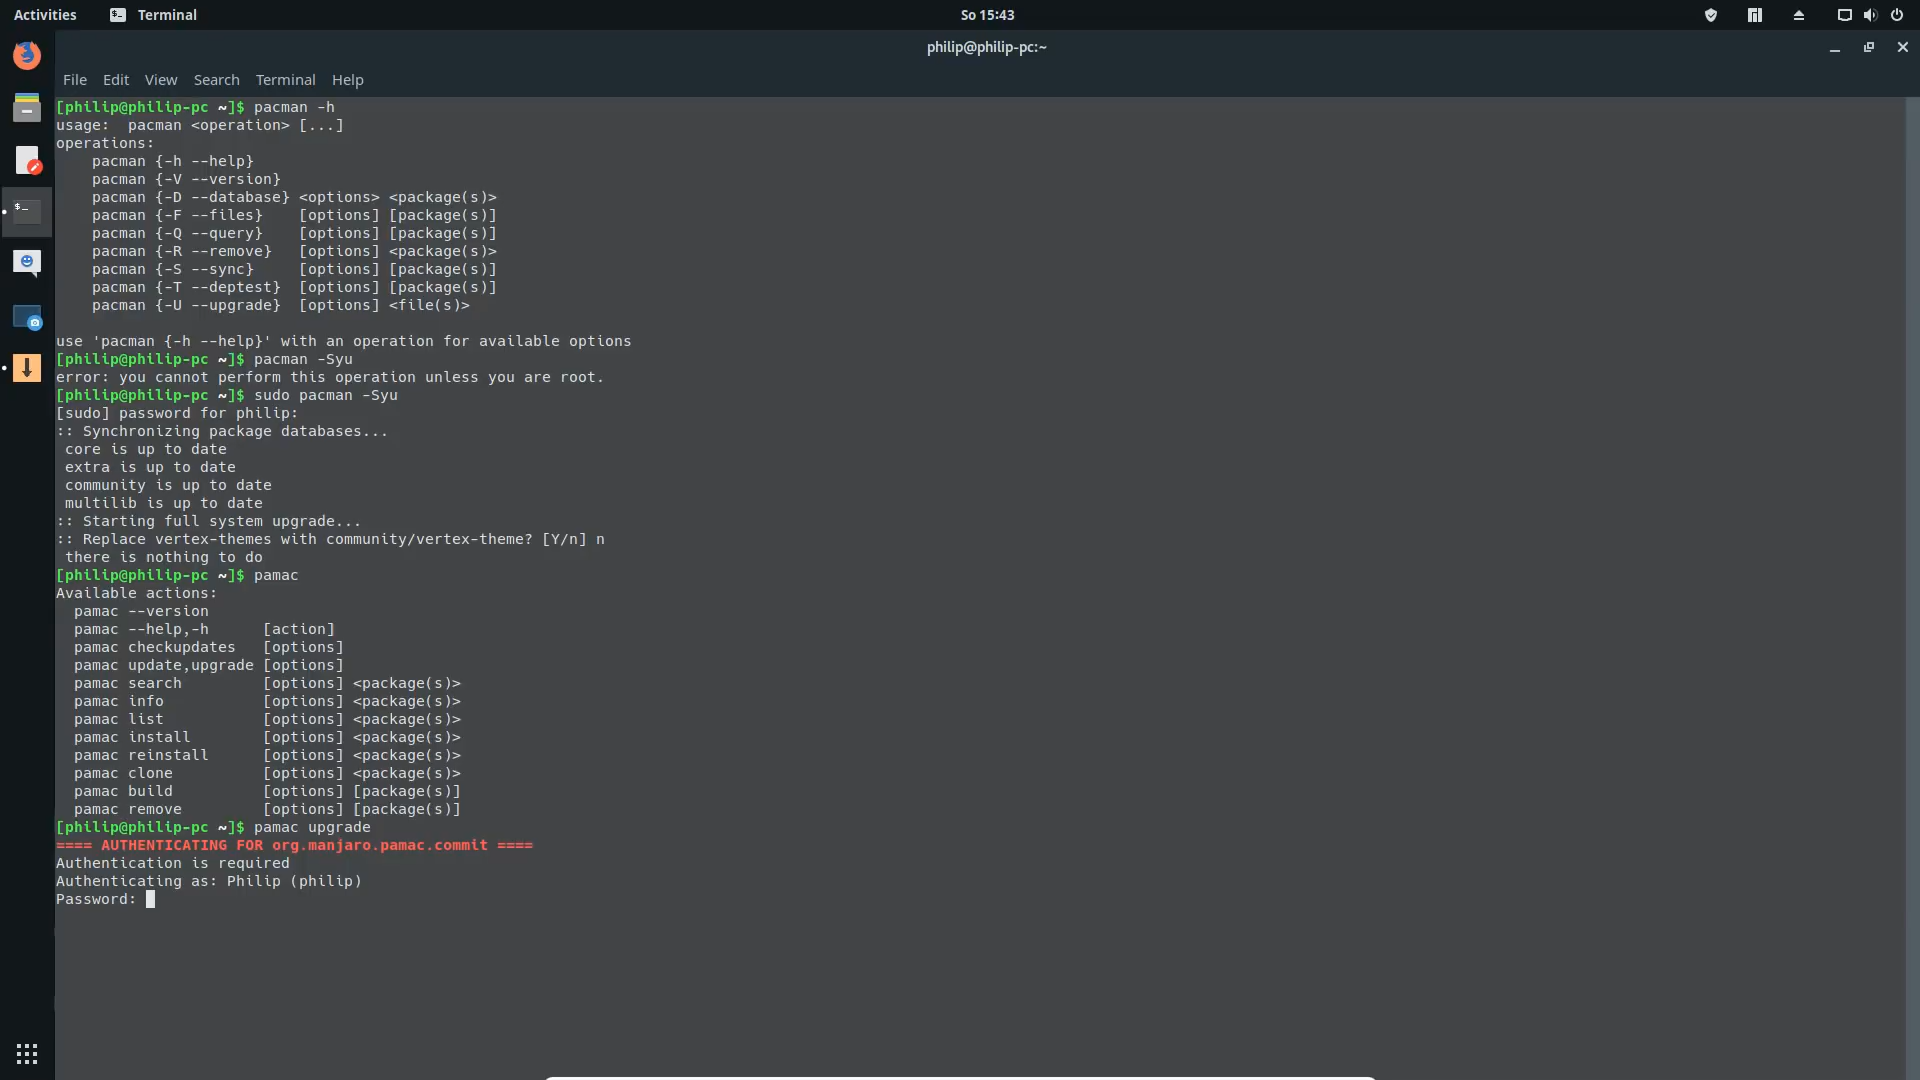 Activities Terminal So 15:43
philip@philip-pc:~
File Edit View Search Terminal Help
[philip@philip-pc ~]$ pacman -h
usage:  pacman <operation> [...]
operations:
    pacman {-h --help}
    pacman {-V --version}
    pacman {-D --database} <options> <package(s)>
    pacman {-F --files}    [options] [package(s)]
    pacman {-Q --query}    [options] [package(s)]
    pacman {-R --remove}   [options] <package(s)>
    pacman {-S --sync}     [options] [package(s)]
    pacman {-T --deptest}  [options] [package(s)]
    pacman {-U --upgrade}  [options] <file(s)>

use 'pacman {-h --help}' with an operation for available options
[philip@philip-pc ~]$ pacman -Syu
error: you cannot perform this operation unless you are root.
[philip@philip-pc ~]$ sudo pacman -Syu
[sudo] password for philip:
:: Synchronizing package databases...
 core is up to date
 extra is up to date
 community is up to date
 multilib is up to date
:: Starting full system upgrade...
:: Replace vertex-themes with community/vertex-theme? [Y/n] n
 there is nothing to do
[philip@philip-pc ~]$ pamac
Available actions:
  pamac --version
  pamac --help,-h      [action]
  pamac checkupdates   [options]
  pamac update,upgrade [options]
  pamac search         [options] <package(s)>
  pamac info           [options] <package(s)>
  pamac list           [options] <package(s)>
  pamac install        [options] <package(s)>
  pamac reinstall      [options] <package(s)>
  pamac clone          [options] <package(s)>
  pamac build          [options] [package(s)]
  pamac remove         [options] [package(s)]
[philip@philip-pc ~]$ pamac upgrade
==== AUTHENTICATING FOR org.manjaro.pamac.commit ====
Authentication is required
Authenticating as: Philip (philip)
Password: